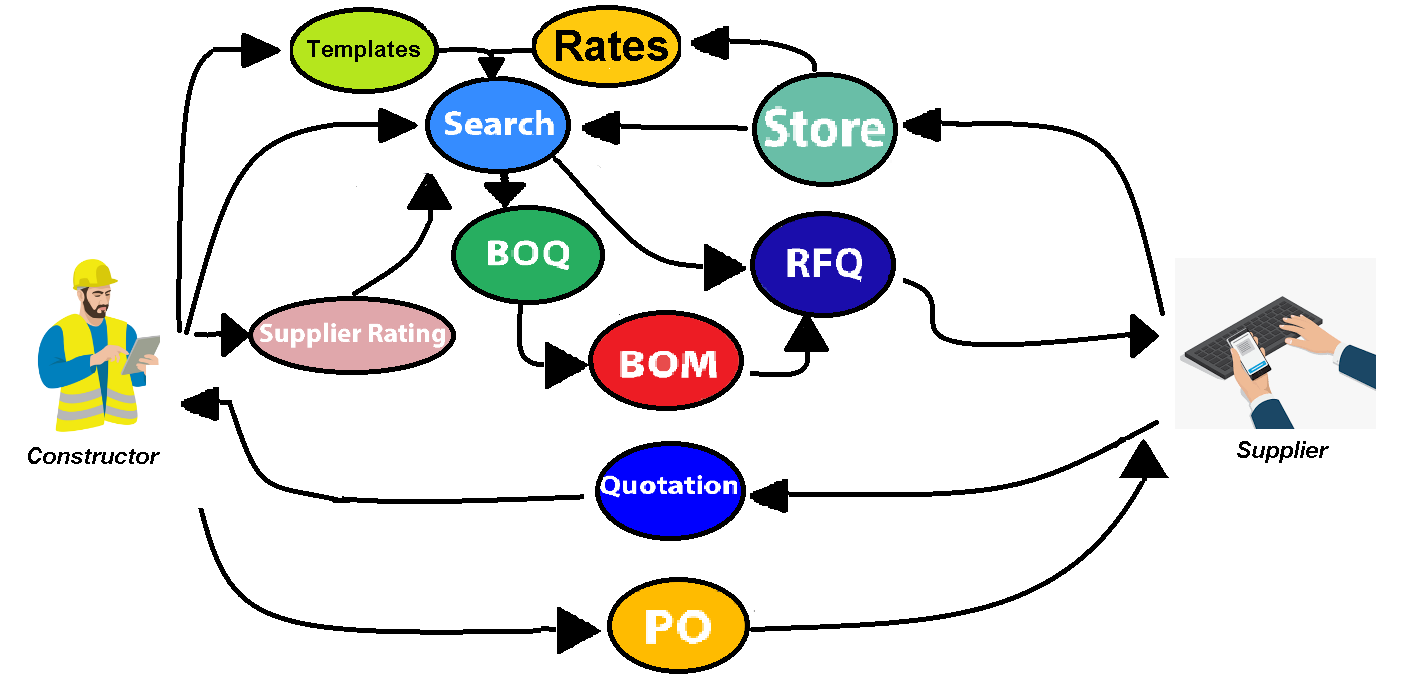 Templates
Rates
Search
Store
BOQ
RFQ
Supplier Rating
BOM
Constructor
Supplier
Quotation
PO